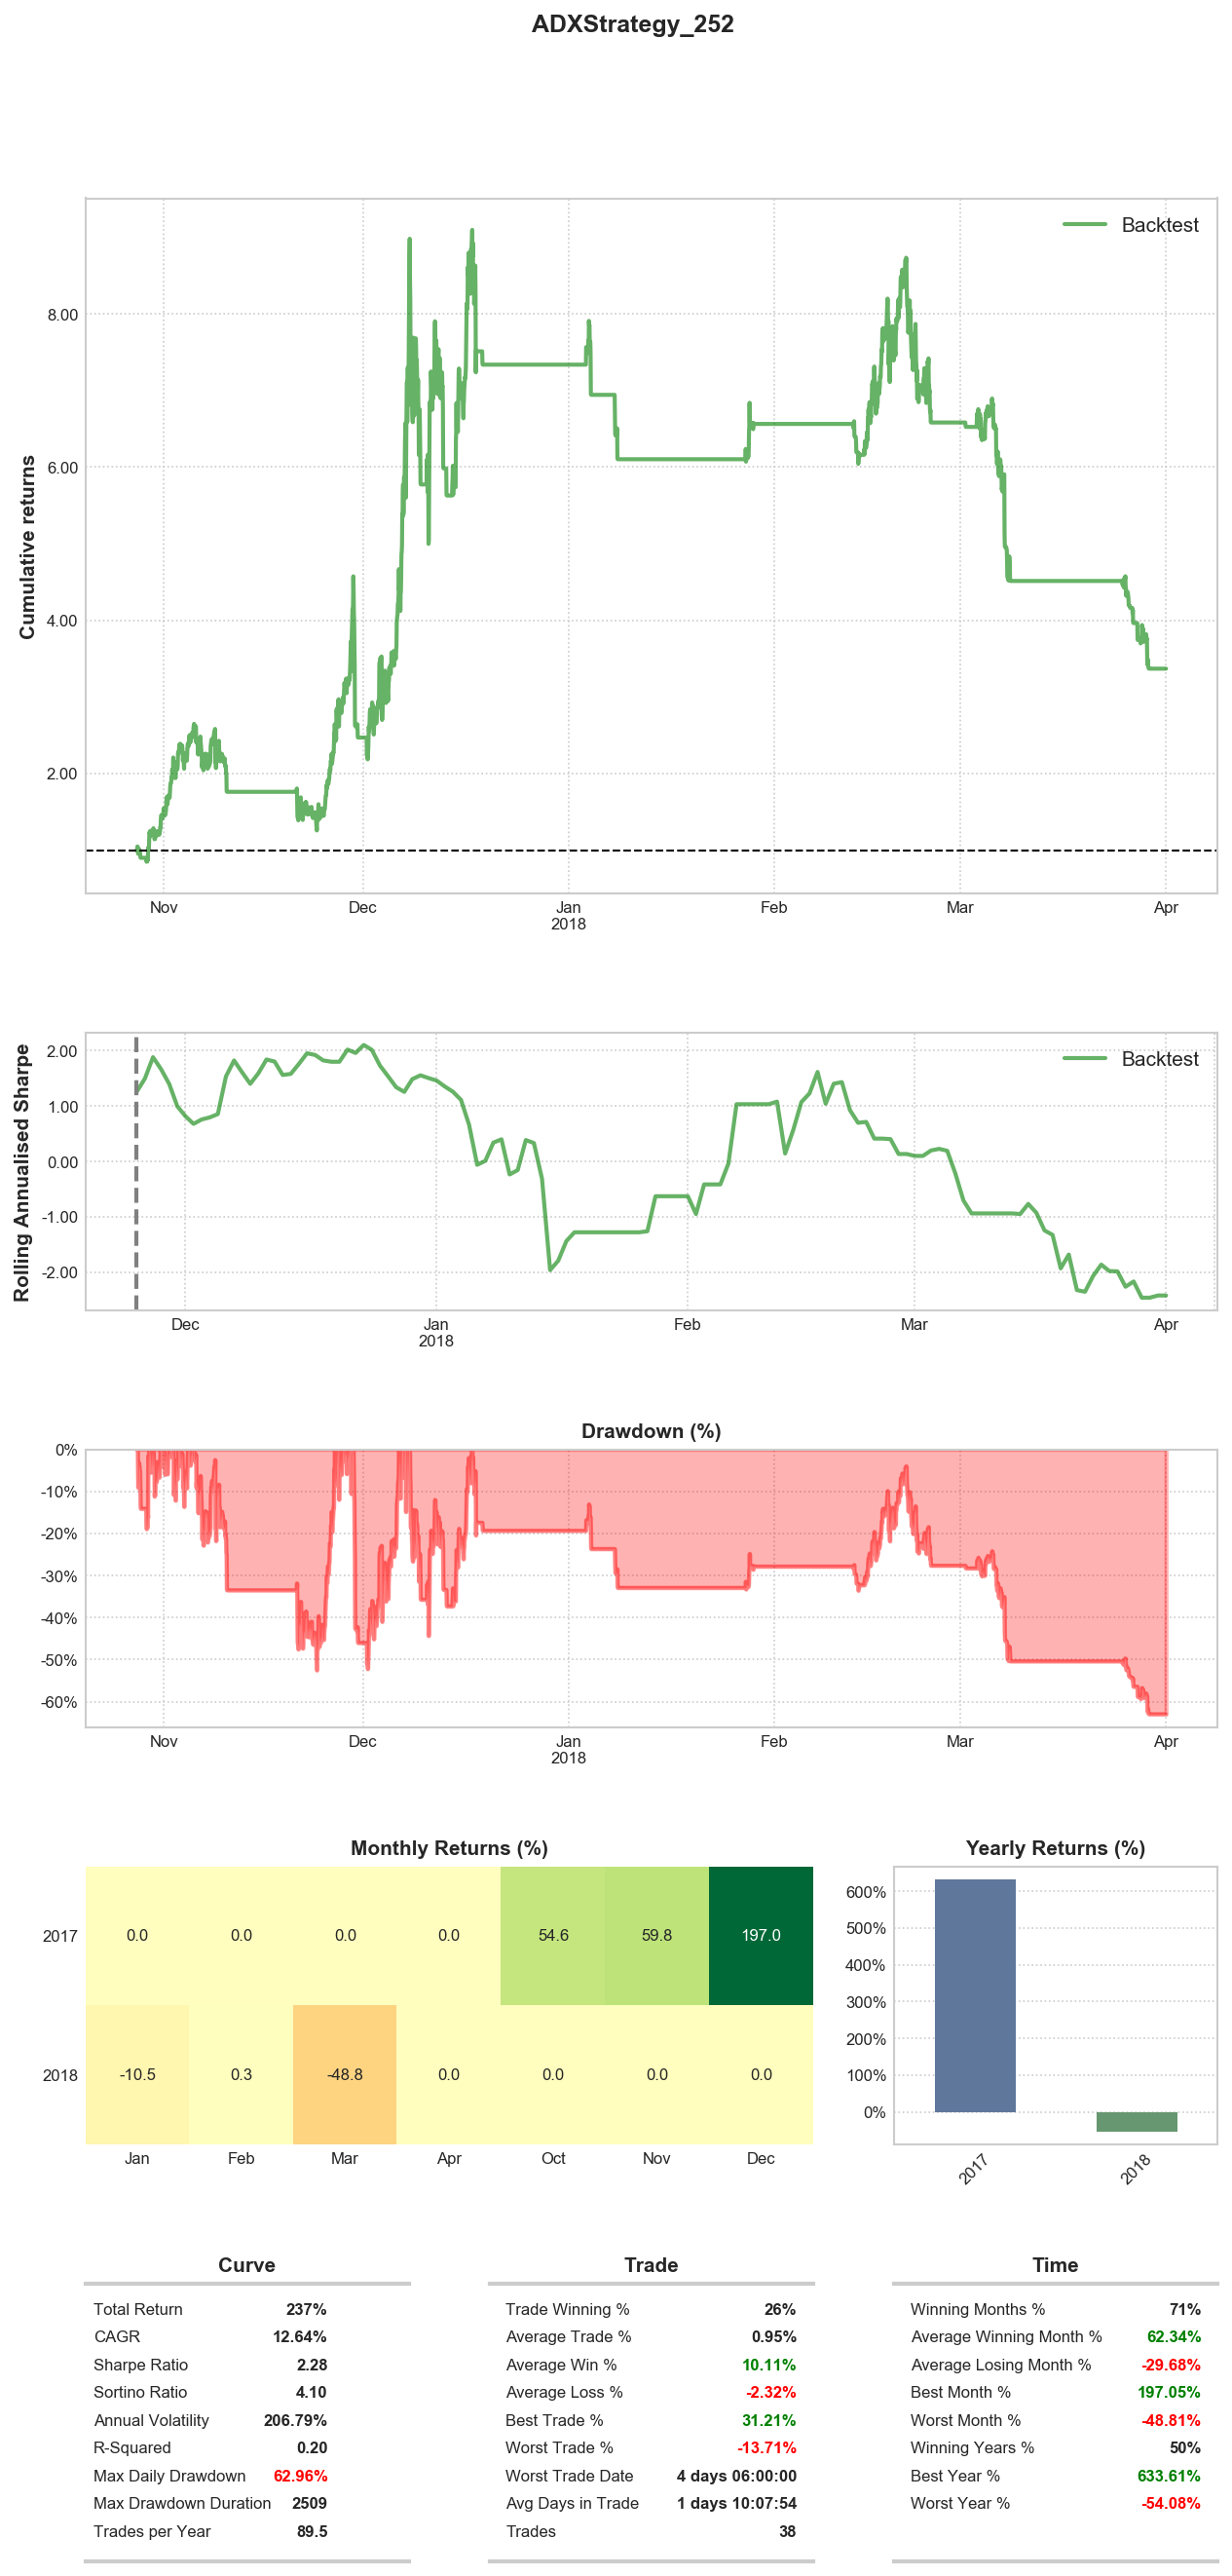 ADXStrategy_252
Cumulative returns
Backtest
8.00
6.00
4.00
2.00
Nov Dec Jan Feb Mar Apr
2018
Rolling Annualised Sharpe
Backtest
2.00
1.00
0.00
-1.00
-2.00
Dec Jan Feb Mar Apr
2018
Drawdown (%)
0%
-10%
-20%
-30%
-40%
-50%
-60%
Nov Dec Jan Feb Mar Apr
2018
Monthly Returns (%)
2017 0.0 0.0 0.0 0.0 54.6 59.8 197.0
2018 -10.5 0.3 -48.8 0.0 0.0 0.0 0.0
Jan Feb Mar Apr Oct Nov Dec
Yearly Returns (%)
600%
500%
400%
300%
200%
100%
0%
2017 2018
Curve
Total Return 237%
CAGR 12.64%
Sharpe Ratio 2.28
Sortino Ratio 4.10
Annual Volatility 206.79%
R-Squared 0.20
Max Daily Drawdown 62.96%
Max Drawdown Duration 2509
Trades per Year 89.5
Trade
Trade Winning % 26%
Average Trade % 0.95%
Average Win % 10.11%
Average Loss % -2.32%
Best Trade % 31.21%
Worst Trade % -13.71%
Worst Trade Date 4 days 06:00:00
Avg Days in Trade 1 days 10:07:54
Trades 38
Time
Winning Months % 71%
Average Winning Month % 62.34%
Average Losing Month % -29.68%
Best Month % 197.05%
Worst Month % -48.81%
Winning Years % 50%
Best Year % 633.61%
Worst Year % -54.08%